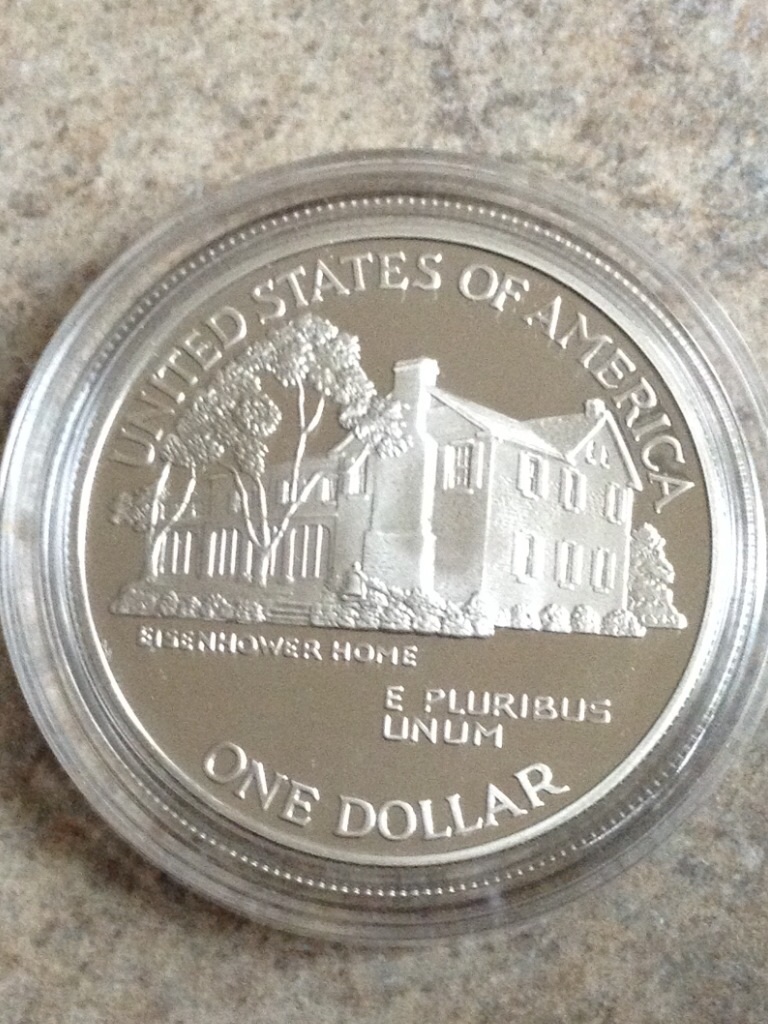 UNITED STATES OF AMERICA
EISENHOWER HOME
E PLURIBUS
UNUM
ONE DOLLAR